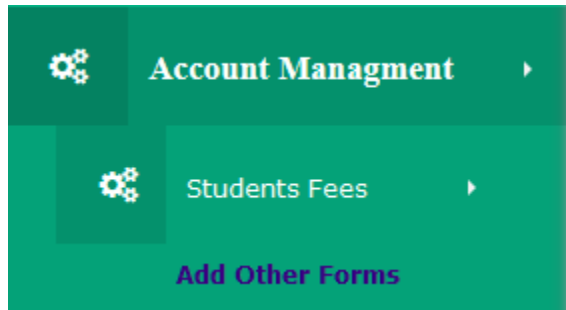 Account Managment
Students Fees
Add Other Forms